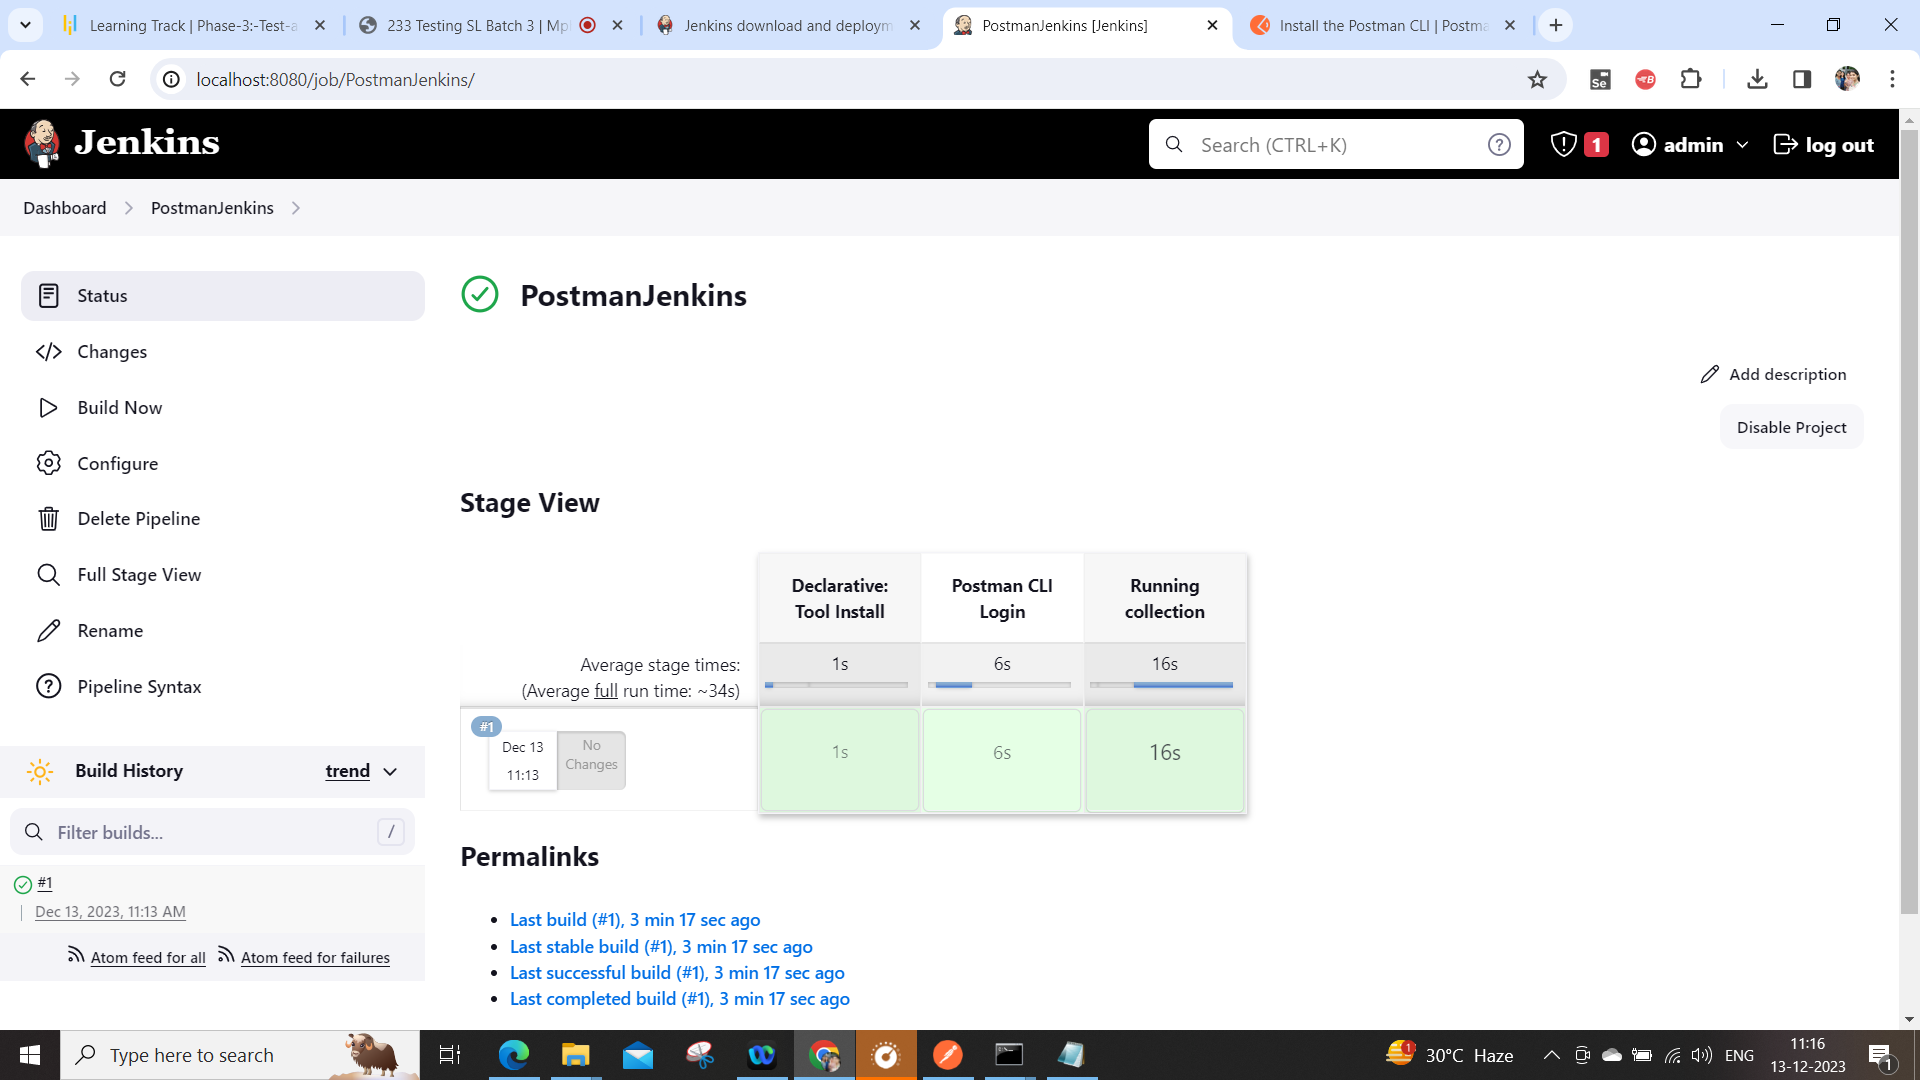 Learning Track | Phase-3:-Test-a
233 Testing SL Batch 3 | Mp
Jenkins download and deploym
PostmanJenkins [Jenkins]
Install the Postman CLI | Postma
localhost:8080/job/PostmanJenkins/
Se
Jenkins
Search (CTRL+K)
?
1
admin
log out
Dashboard
PostmanJenkins
Status
Changes
Build Now
Configure
Delete Pipeline
Full Stage View
Rename
Pipeline Syntax
Build History
trend
Filter builds...
/
#1
Dec 13, 2023, 11:13 AM
Atom feed for all
Atom feed for failures
PostmanJenkins
Add description
Disable Project
Stage View
Declarative: Tool Install
Postman CLI Login
Running collection
Average stage times:
(Average full run time: ~34s)
1s
6s
16s
#1
Dec 13
11:13
No Changes
1s
6s
16s
Permalinks
Last build (#1), 3 min 17 sec ago
Last stable build (#1), 3 min 17 sec ago
Last successful build (#1), 3 min 17 sec ago
Last completed build (#1), 3 min 17 sec ago
Type here to search
1
30°C Haze
ENG
11:16
13-12-2023
1